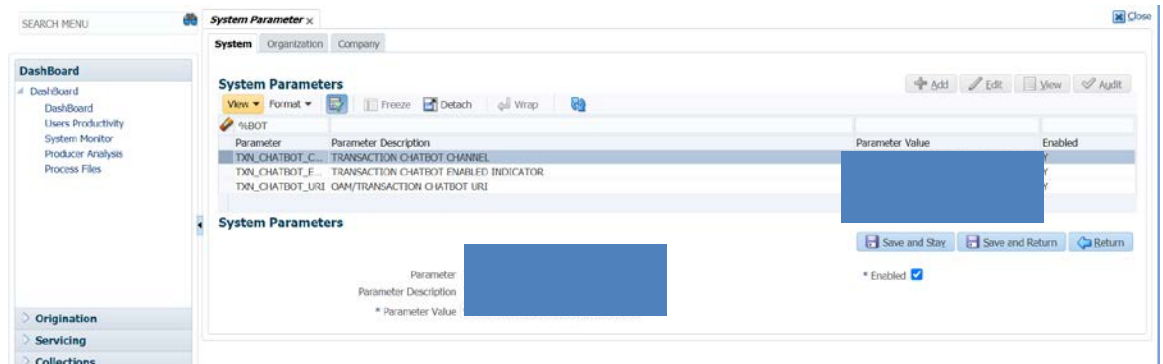 SEARCH MENU
System Parameter x
Close
System Organization Company
DashBoard
DashBoard
DashBoard
Users Productivity
System Monitor
Producer Analysis
Process Files
System Parameters
Add Edit View Audit
View Format Freeze Detach Wrap
%BOT
Parameter Parameter Description Parameter Value Enabled
TXN_CHATBOT_C... TRANSACTION CHATBOT CHANNEL Y
TXN_CHATBOT_E... TRANSACTION CHATBOT ENABLED INDICATOR Y
TXN_CHATBOT_URI OAM/TRANSACTION CHATBOT URI Y
System Parameters
Save and Stay Save and Return Return
Parameter
* Enabled
Parameter Description
* Parameter Value
Origination
Servicing
Collections